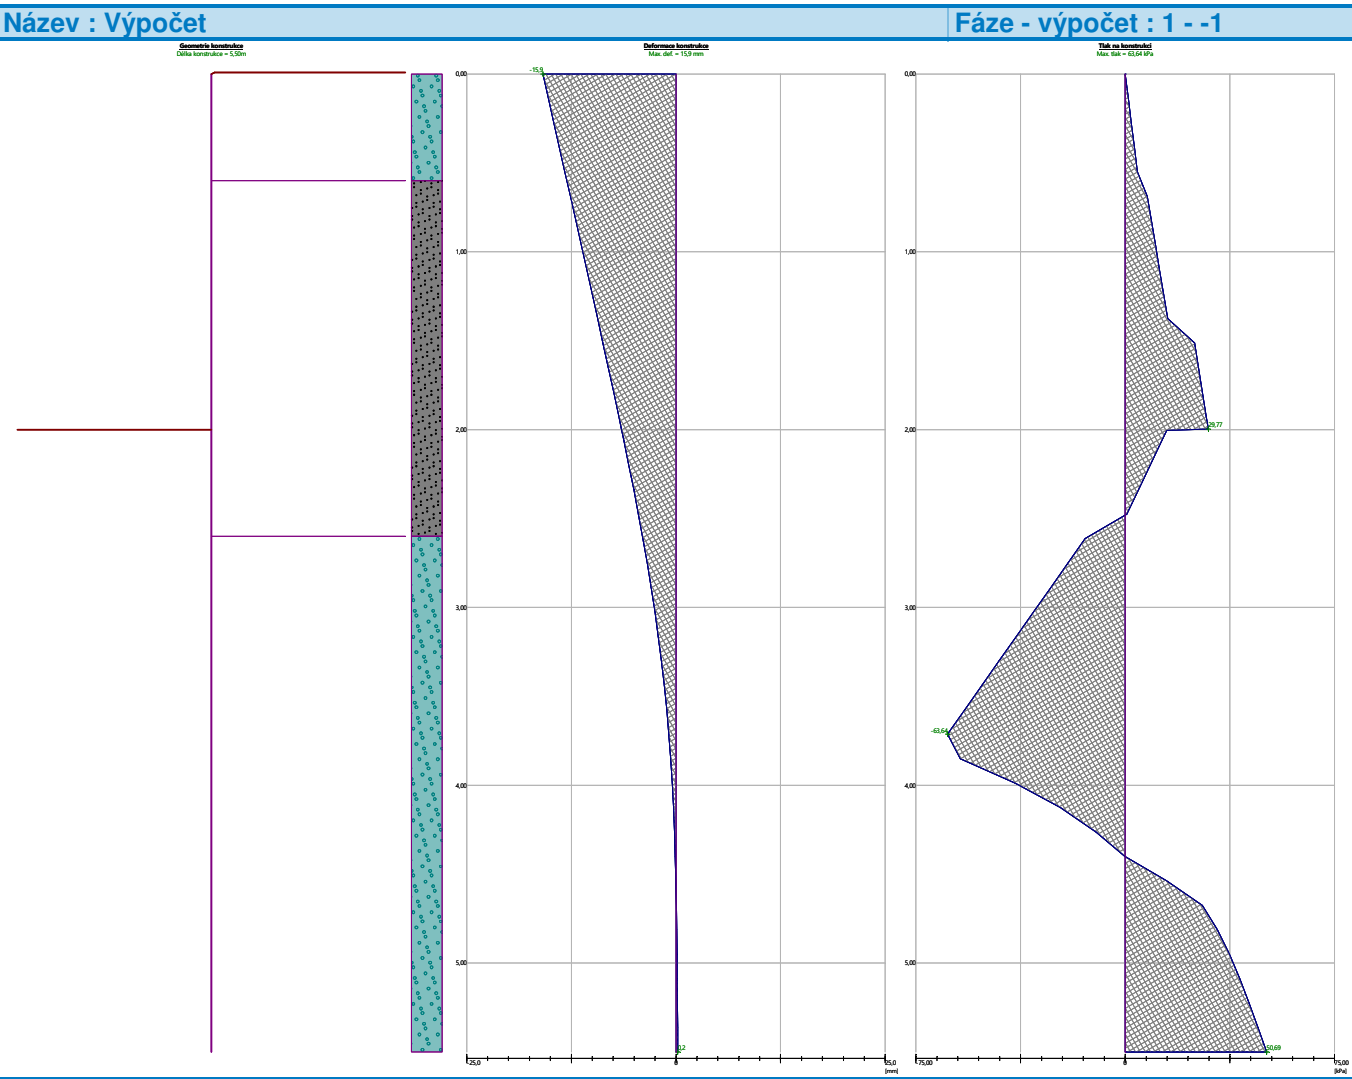 Název : Výpočet
Fáze - výpočet : 1 - -1
Geometrie konstrukce
Délka konstrukce = 5,50m
Deformace konstrukce
Max. def. = 15,9 mm
Tlak na konstrukci
Max. tlak = 63,64 kPa
-15,9
0,00
1,00
2,00
3,00
4,00
5,00
0,2
-25,0
0
25,0
[mm]
0,00
1,00
2,00
3,00
4,00
5,00
29,77
-63,64
50,69
-75,00
0
75,00
[kPa]